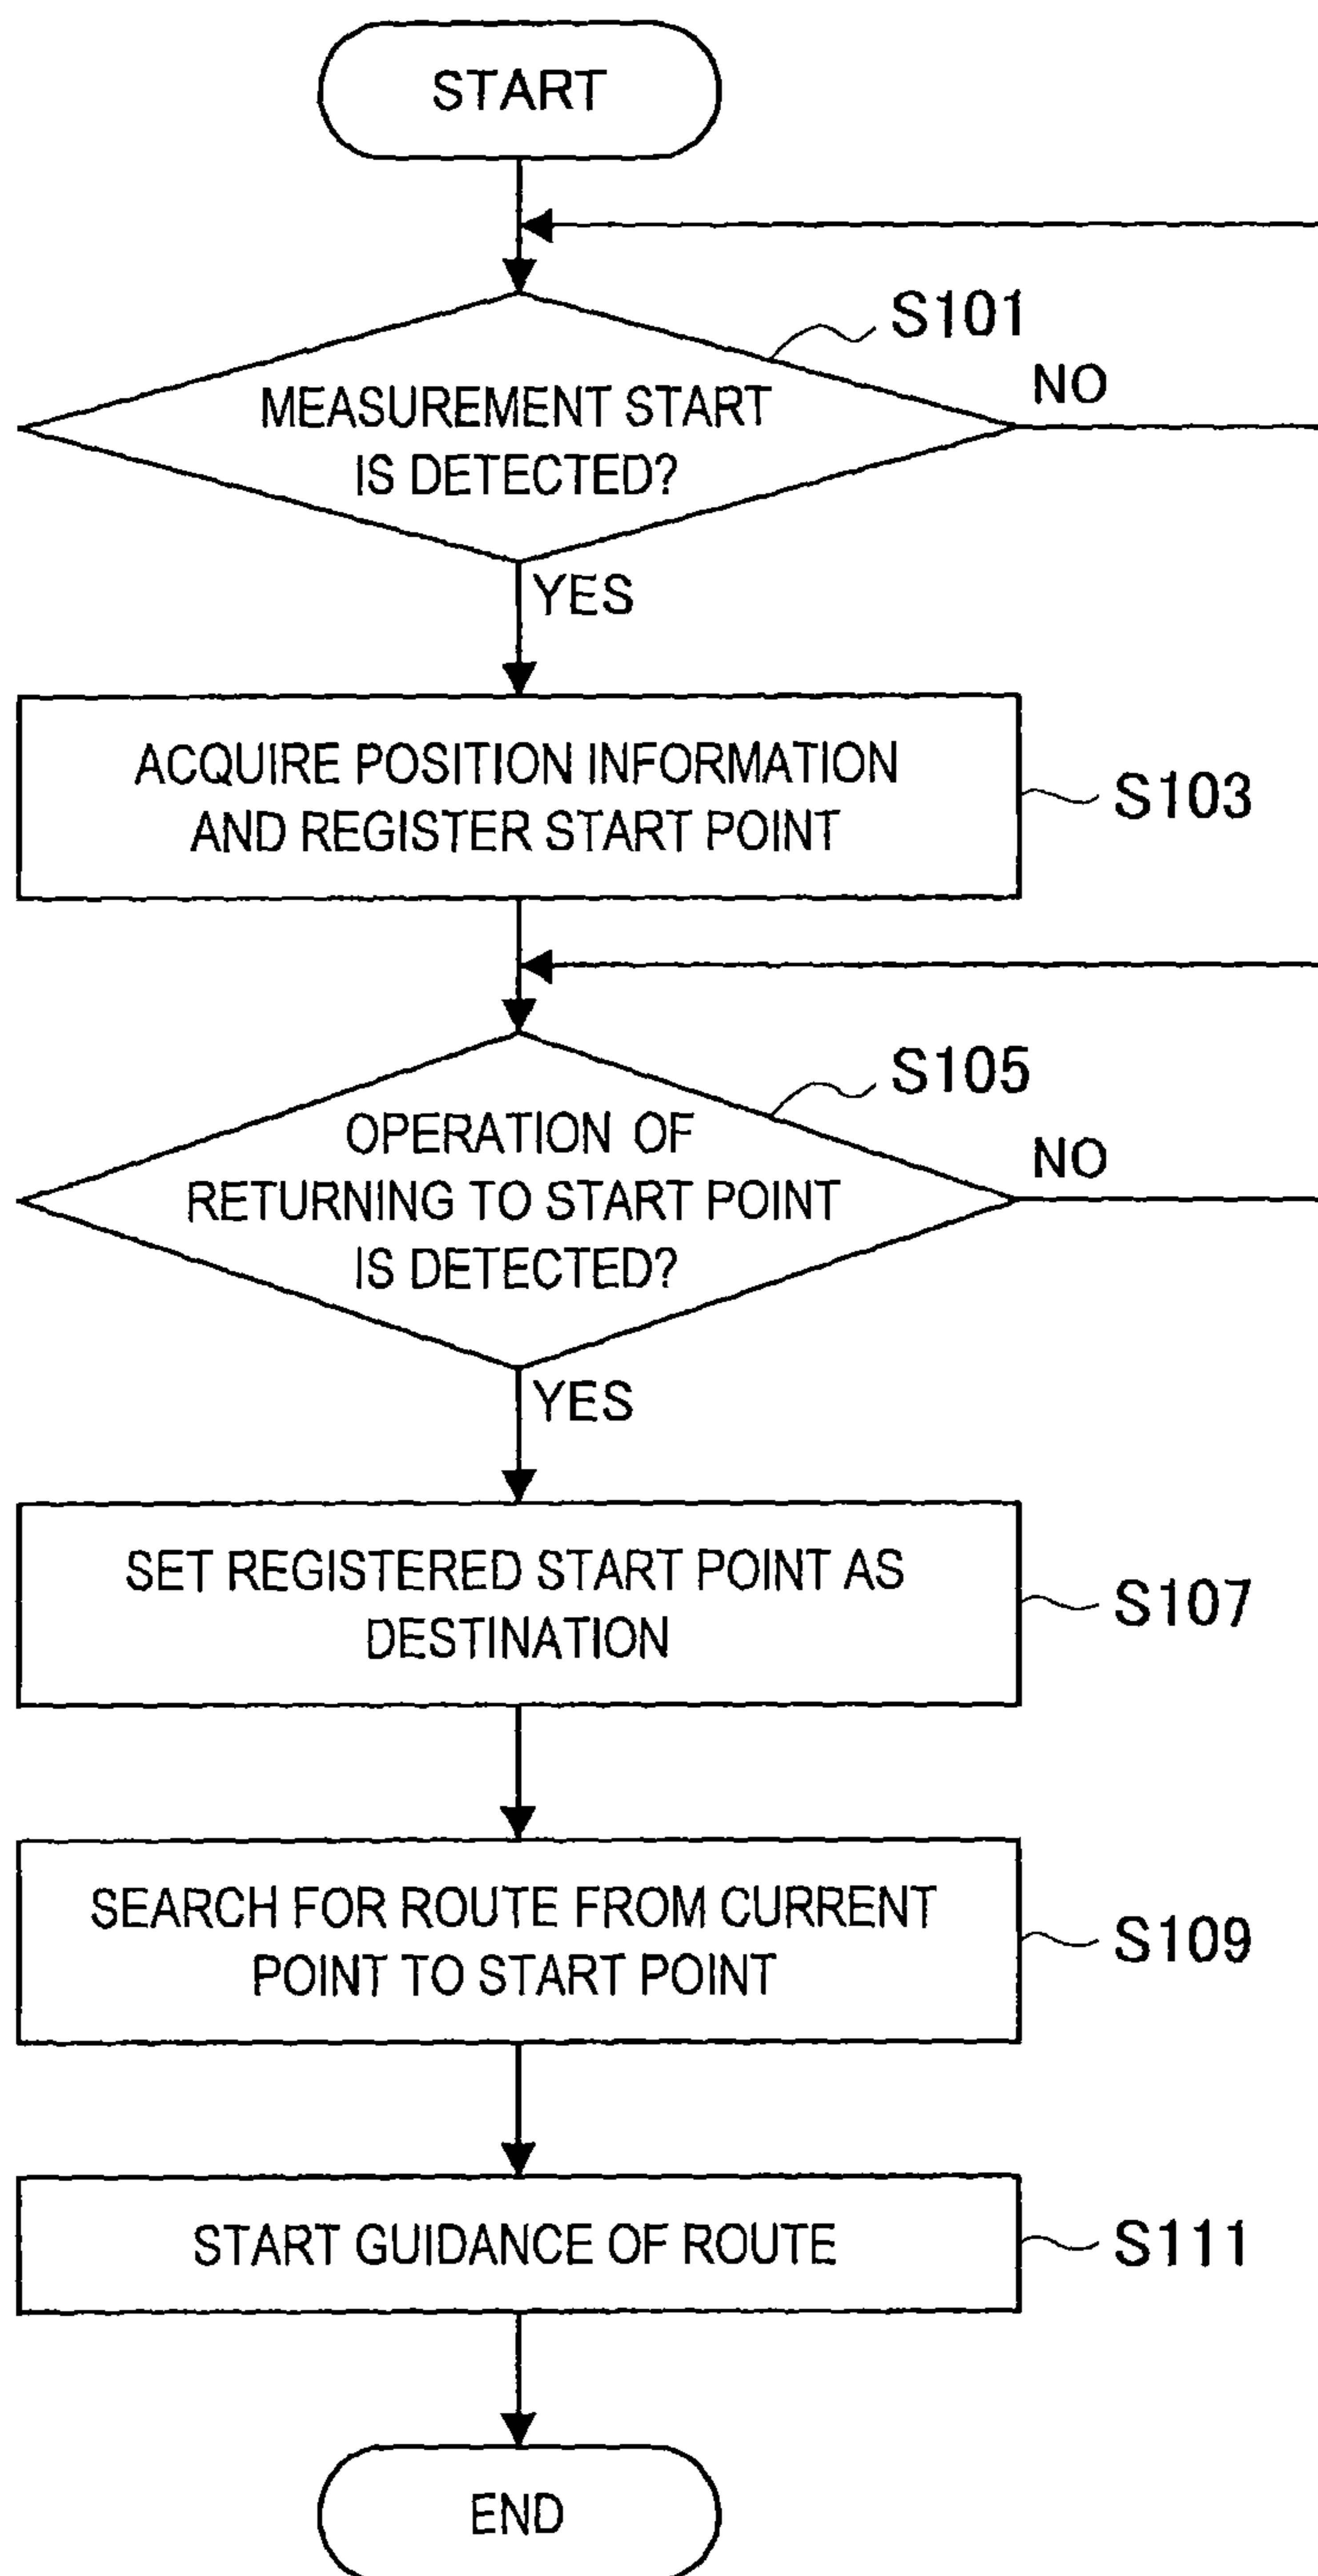 START
S101
NO
MEASUREMENT START
IS DETECTED?
YES
ACQUIRE POSITION INFORMATION
AND REGISTER START POINT
S103
S105
NO
OPERATION OF
RETURNING TO START POINT
IS DETECTED?
YES
SET REGISTERED START POINT AS
DESTINATION
S107
SEARCH FOR ROUTE FROM CURRENT
POINT TO START POINT
S109
START GUIDANCE OF ROUTE
S111
END